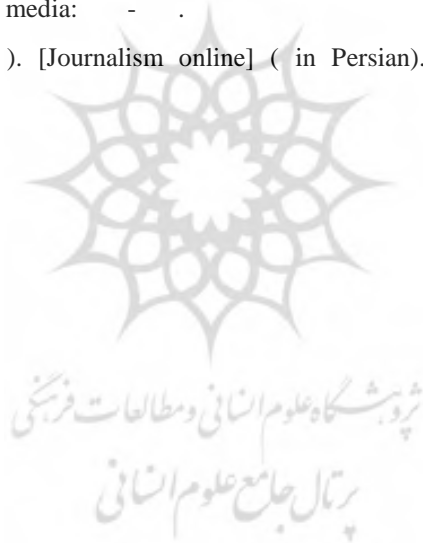 media: - .
). [Journalism online] ( in Persian).
پژوهشگاه علوم انسانی و مطالعات فرهنگی
پرتال جامع علوم انسانی